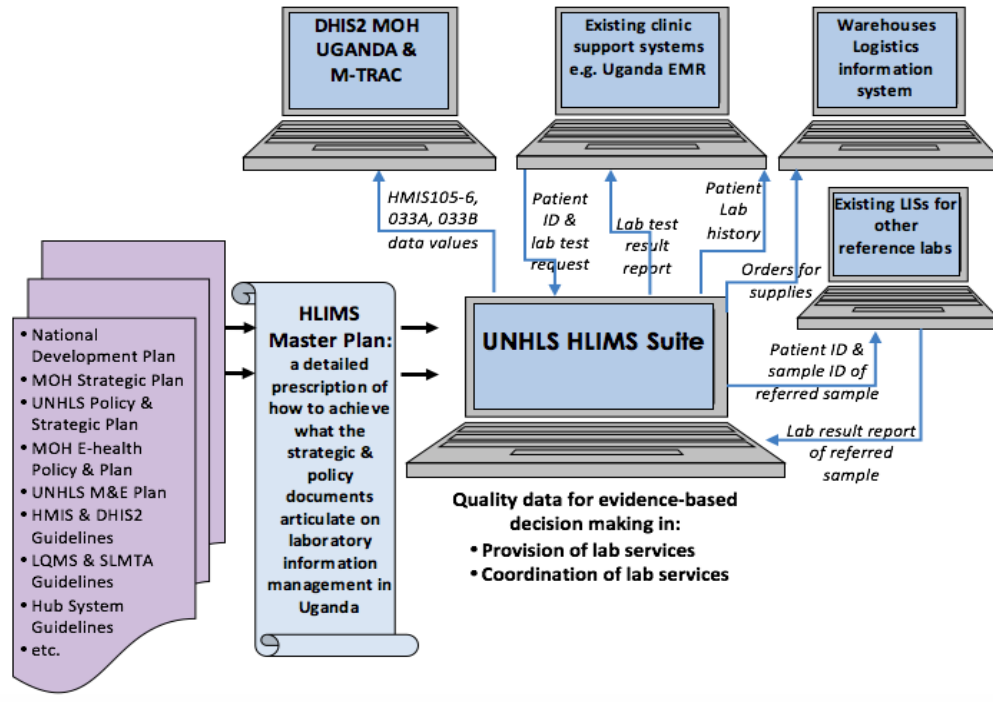 DHIS2 MOH
UGANDA &
M-TRAC
Existing clinic
support systems
e.g. Uganda EMR
Warehouses
Logistics
information
system
HMIS105-6,
033A, 033B
data values
Patient
ID &
lab test
request
Lab test
result
report
Patient
Lab
history
Orders for
supplies
Existing LISs for
other
reference labs
• National
Development Plan
• MOH Strategic Plan
• UNHLS Policy &
Strategic Plan
• MOH E-health
Policy & Plan
• UNHLS M&E Plan
• HMIS & DHIS2
Guidelines
• LQMS & SLMTA
Guidelines
• Hub System
Guidelines
• etc.
HLIMS
Master Plan:
a detailed
prescription of
how to achieve
what the
strategic &
policy
documents
articulate on
laboratory
information
management in
Uganda
UNHLS HLIMS Suite
Patient ID &
sample ID of
referred sample
Lab result report
of referred
sample
Quality data for evidence-based
decision making in:
• Provision of lab services
• Coordination of lab services